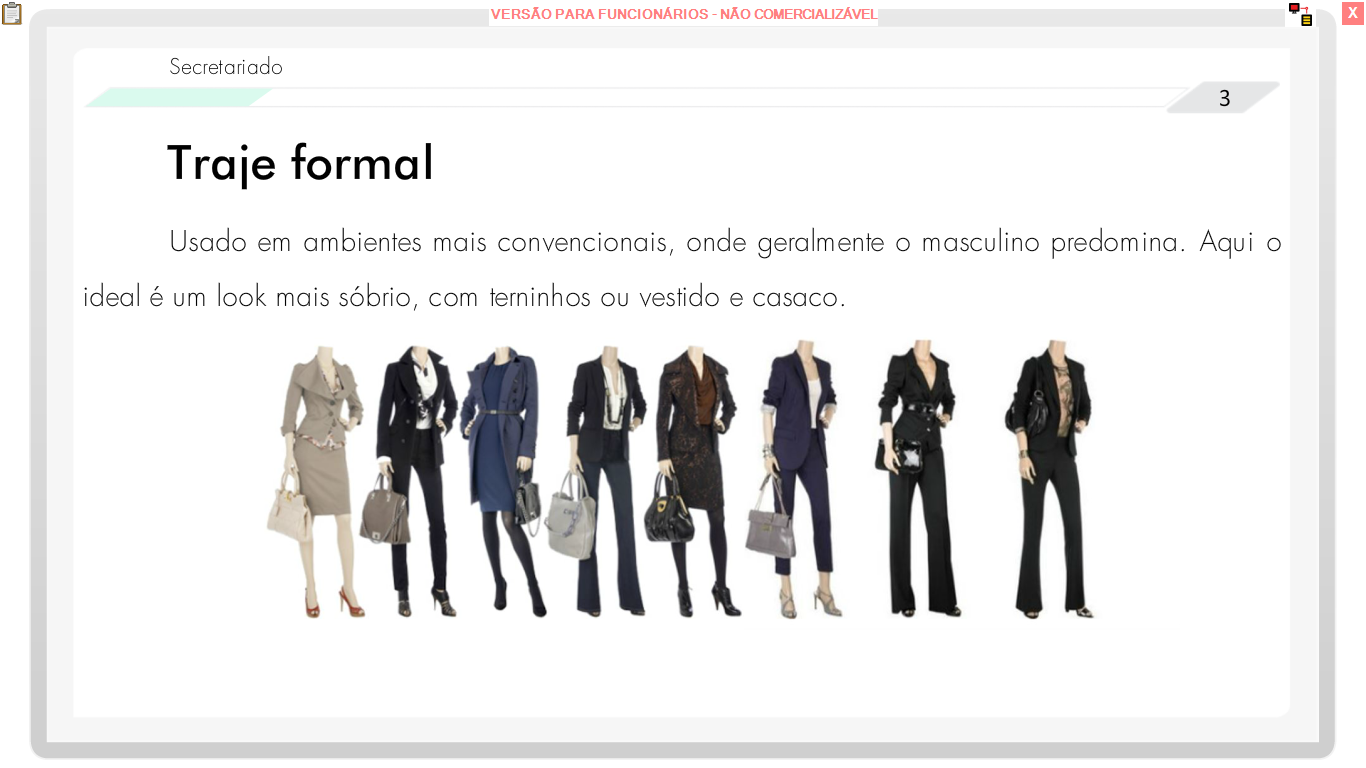 VERSÃO PARA FUNCIONÁRIOS - NÃO COMERCIALIZÁVEL
X
Secretariado
3
Traje formal
Usado em ambientes mais convencionais, onde geralmente o masculino predomina. Aqui o
ideal é um look mais sóbrio, com terninhos ou vestido e casaco.